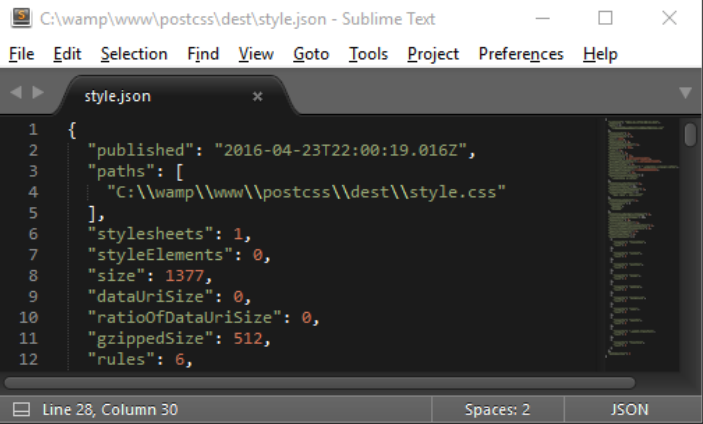 C:\wamp\www\postcss\dest\style.json - Sublime Text
File Edit Selection Find View Goto Tools Project Preferences Help
style.json ×
1 {
2 "published": "2016-04-23T22:00:19.016Z",
3 "paths": [
4 "C:\\wamp\\www\\postcss\\dest\\style.css"
5 ],
6 "stylesheets": 1,
7 "styleElements": 0,
8 "size": 1377,
9 "dataUriSize": 0,
10 "ratioOfDataUriSize": 0,
11 "gzippedSize": 512,
12 "rules": 6,
Line 28, Column 30 Spaces: 2 JSON